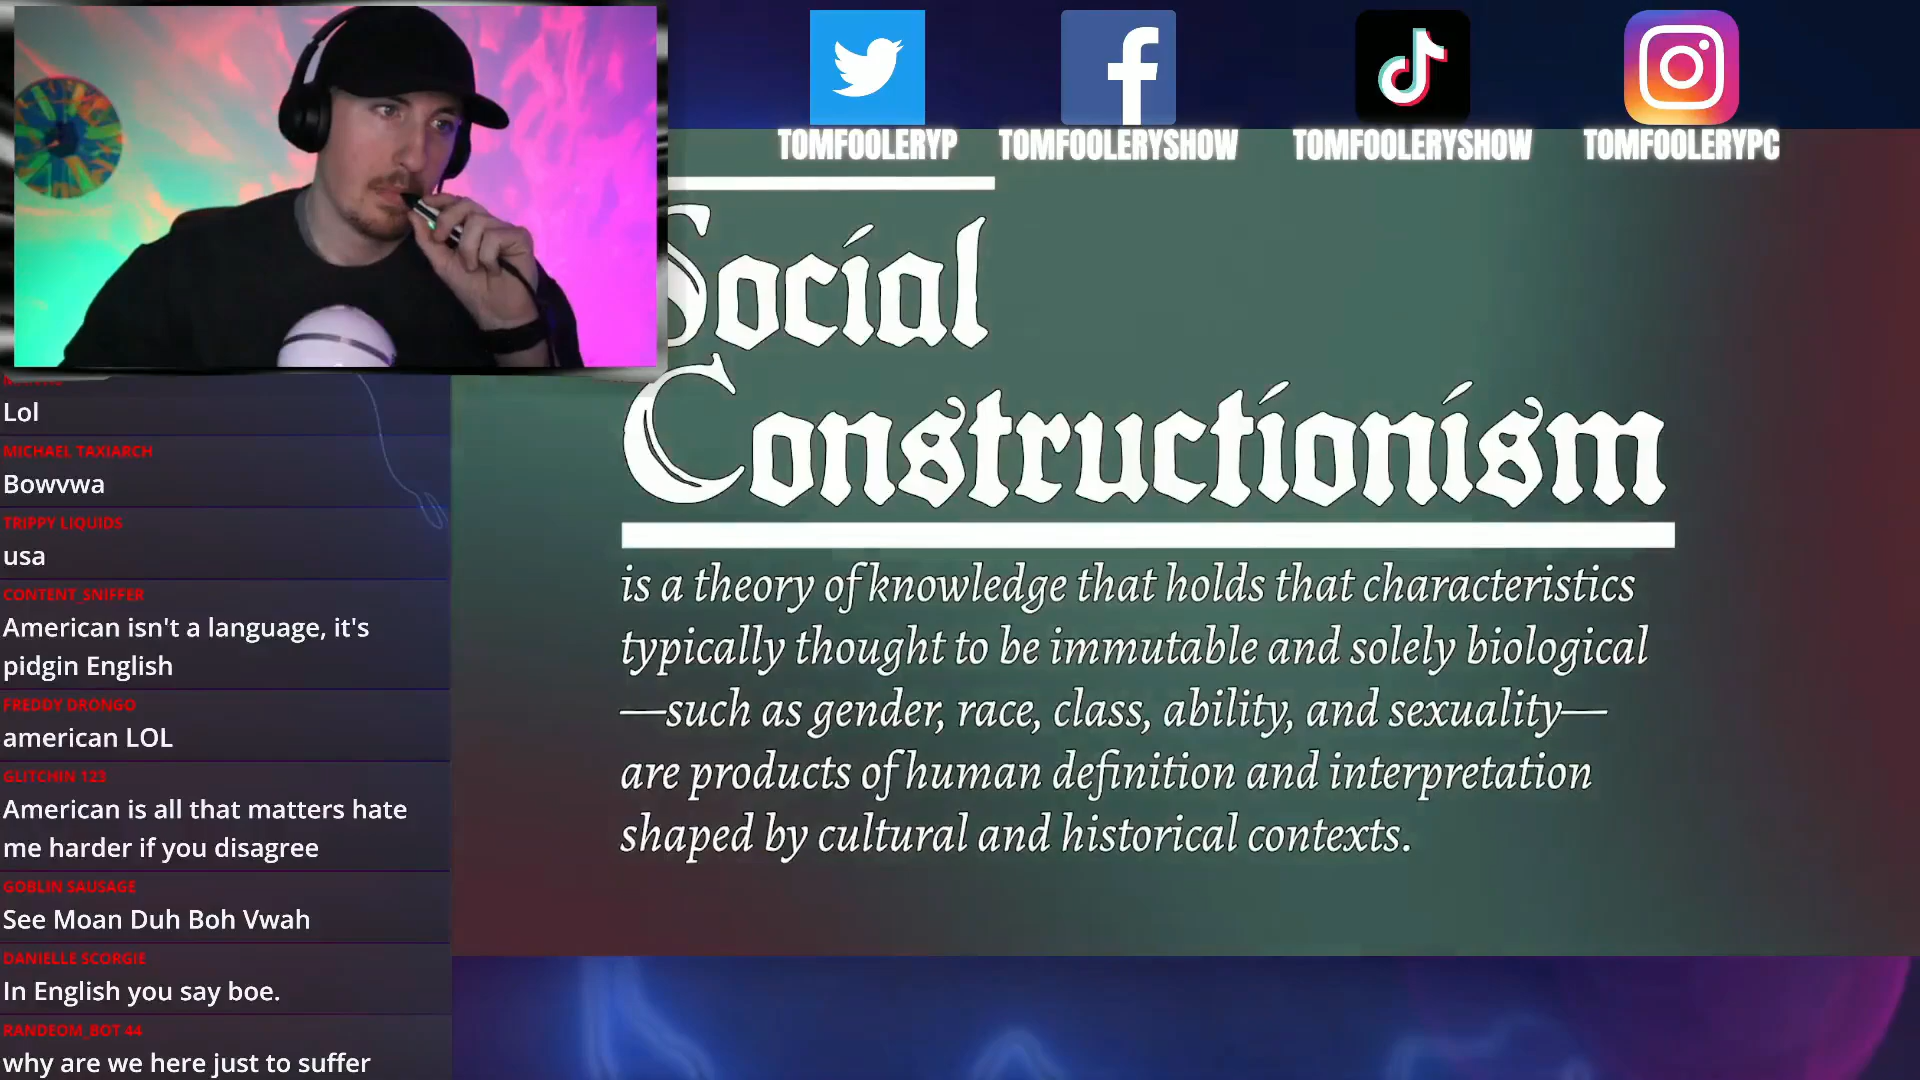 TOMFOOLERYP
TOMFOOLERYSHOW
TOMFOOLERYSHOW
TOMFOOLERYPC
Social
Constructionism
is a theory of knowledge that holds that characteristics
typically thought to be immutable and solely biological
—such as gender, race, class, ability, and sexuality—
are products of human definition and interpretation
shaped by cultural and historical contexts.
Lol
MICHAEL TAXIARCH
Bowvwa
TRIPPY LIQUIDS
usa
CONTENT_SNIFFER
American isn't a language, it's
pidgin English
FREDDY DRONGO
american LOL
GLITCHIN 123
American is all that matters hate
me harder if you disagree
GOBLIN SAUSAGE
See Moan Duh Boh Vwah
DANIELLE SCORGIE
In English you say boe.
RANDEOM_BOT 44
why are we here just to suffer